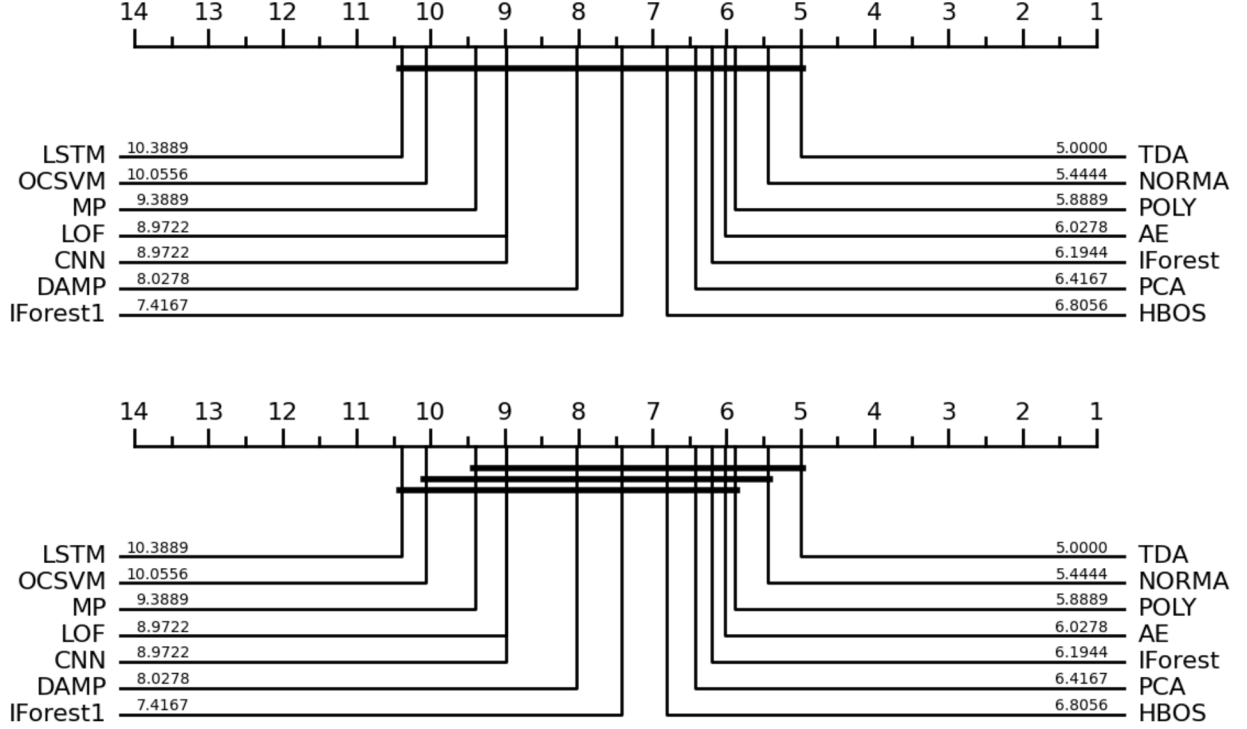 14 13 12 11 10 9 8 7 6 5 4 3 2 1
LSTM 10.3889 5.0000 TDA
OCSVM 10.0556 5.4444 NORMA
MP 9.3889 5.8889 POLY
LOF 8.9722 6.0278 AE
CNN 8.9722 6.1944 IForest
DAMP 8.0278 6.4167 PCA
IForest1 7.4167 6.8056 HBOS
14 13 12 11 10 9 8 7 6 5 4 3 2 1
LSTM 10.3889 5.0000 TDA
OCSVM 10.0556 5.4444 NORMA
MP 9.3889 5.8889 POLY
LOF 8.9722 6.0278 AE
CNN 8.9722 6.1944 IForest
DAMP 8.0278 6.4167 PCA
IForest1 7.4167 6.8056 HBOS